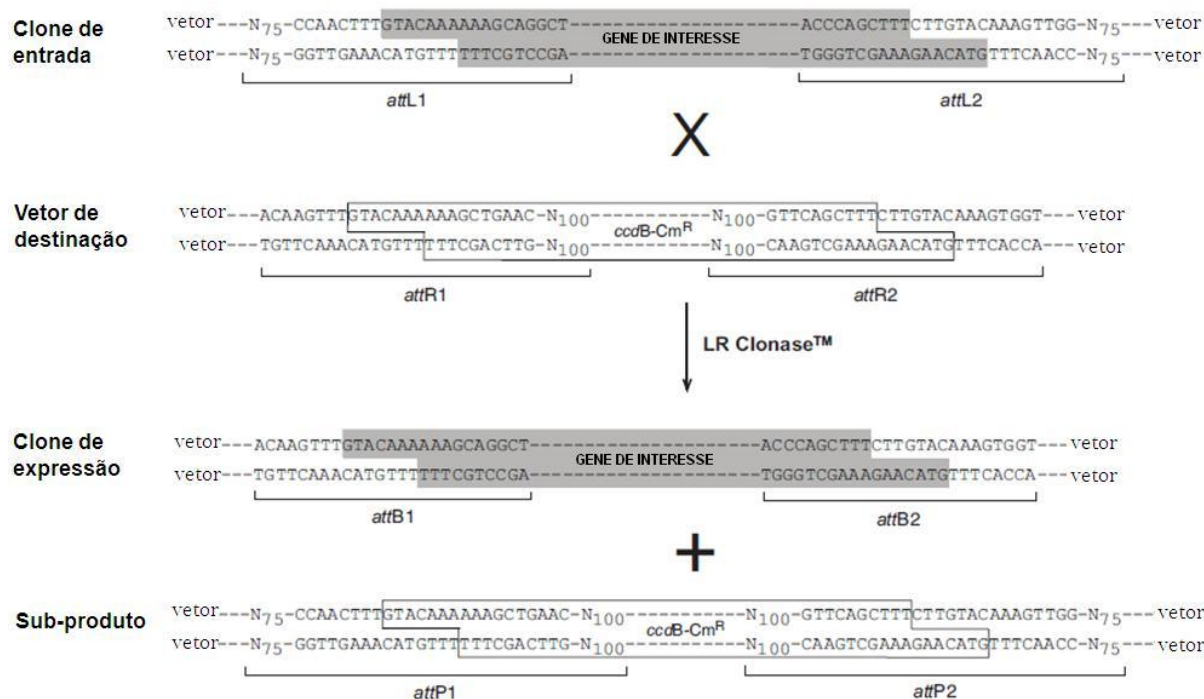 Clone de entrada
vetor---N75-CCAACTTTGTACAAAAAAGCAGGCT---------------------------ACCCAGCTTTCTTGTACAAAGTTGG-N75---vetor
GENE DE INTERESSE
vetor---N75-GGTTGAAACATGTTTTTTCGTCCGA---------------------------TGGGTCGAAAGAACATGTTTCAACC-N75---vetor
attL1 attL2
X
Vetor de destinação
vetor---ACAAGTTTGTACAAAAAAGCTGAAC-N100---------------N100-GTTCAGCTTTCTTGTACAAAGTGGT---vetor
ccdB-CmR
vetor---TGTTCAAACATGTTTTTTCGACTTG-N100---------------N100-CAAGTCGAAAGAACATGTTTCACCA---vetor
attR1 attR2
LR Clonase™
Clone de expressão
vetor---ACAAGTTTGTACAAAAAAGCAGGCT---------------------------ACCCAGCTTTCTTGTACAAAGTGGT---vetor
GENE DE INTERESSE
vetor---TGTTCAAACATGTTTTTTCGTCCGA---------------------------TGGGTCGAAAGAACATGTTTCACCA---vetor
attB1 attB2
+
Sub-produto
vetor---N75-CCAACTTTGTACAAAAAAGCTGAAC-N100---------------N100-GTTCAGCTTTCTTGTACAAAGTTGG-N75---vetor
ccdB-CmR
vetor---N75-GGTTGAAACATGTTTTTTCGACTTG-N100---------------N100-CAAGTCGAAAGAACATGTTTCAACC-N75---vetor
attP1 attP2